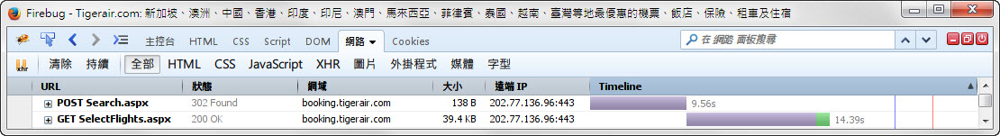 Firebug - Tigerair.com: 新加坡、澳洲、中國、香港、印度、印尼、澳門、馬來西亞、菲律賓、泰國、越南、臺灣等地最優惠的機票、飯店、保險、租車及住宿
主控台 HTML CSS Script DOM 網路 Cookies 在 網路 面板搜尋
xhr 清除 持續 全部 HTML CSS JavaScript XHR 圖片 外掛程式 媒體 字型
URL 狀態 網域 大小 遠端 IP Timeline
POST Search.aspx 302 Found booking.tigerair.com 138 B 202.77.136.96:443 9.56s
GET SelectFlights.aspx 200 OK booking.tigerair.com 39.4 KB 202.77.136.96:443 14.39s